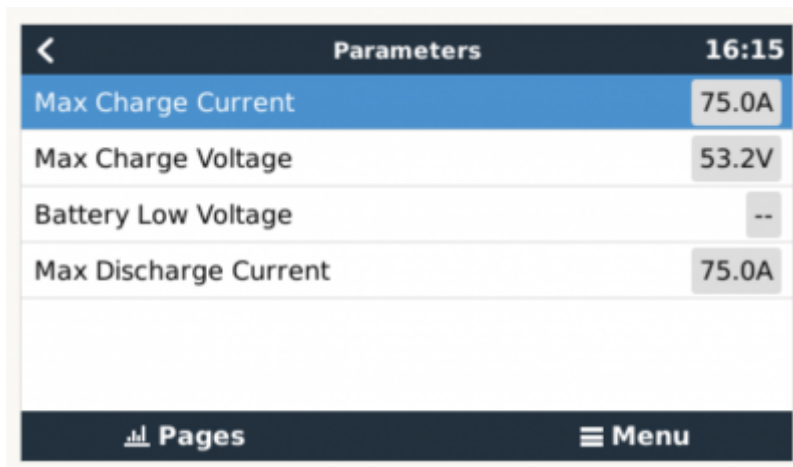 Parameters 16:15
Max Charge Current 75.0A
Max Charge Voltage 53.2V
Battery Low Voltage --
Max Discharge Current 75.0A
Pages Menu